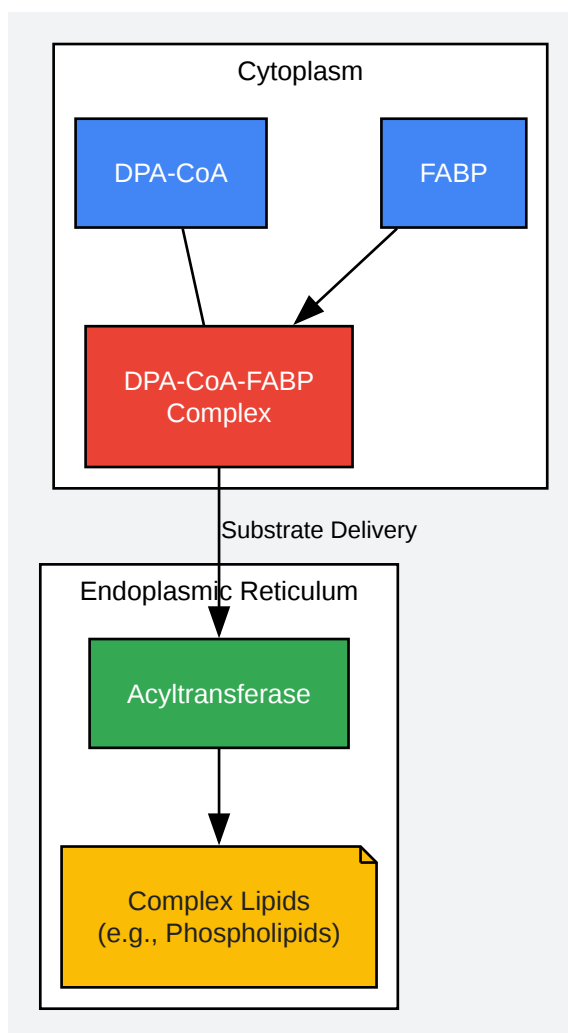 Cytoplasm
DPA-CoA
FABP
DPA-CoA-FABP
Complex
Substrate Delivery
Endoplasmic Reticulum
Acyltransferase
Complex Lipids
(e.g., Phospholipids)